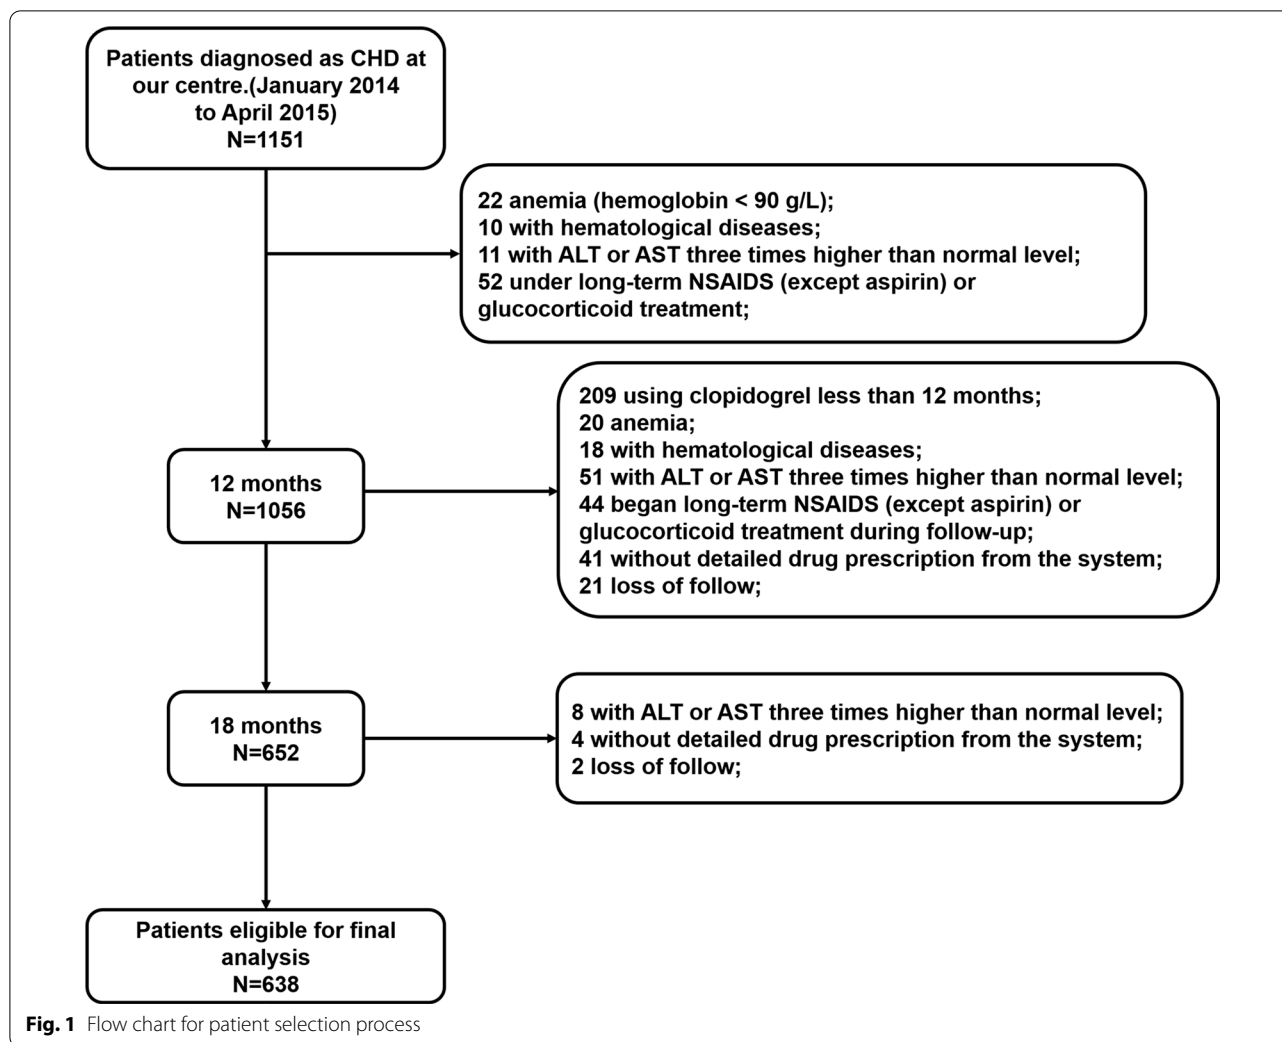 Patients diagnosed as CHD at
our centre.(January 2014
to April 2015)
N=1151
22 anemia (hemoglobin < 90 g/L);
10 with hematological diseases;
11 with ALT or AST three times higher than normal level;
52 under long-term NSAIDS (except aspirin) or
glucocorticoid treatment;
209 using clopidogrel less than 12 months;
20 anemia;
18 with hematological diseases;
51 with ALT or AST three times higher than normal level;
44 began long-term NSAIDS (except aspirin) or
glucocorticoid treatment during follow-up;
41 without detailed drug prescription from the system;
21 loss of follow;
12 months
N=1056
18 months
N=652
8 with ALT or AST three times higher than normal level;
4 without detailed drug prescription from the system;
2 loss of follow;
Patients eligible for final
analysis
N=638
Fig. 1 Flow chart for patient selection process